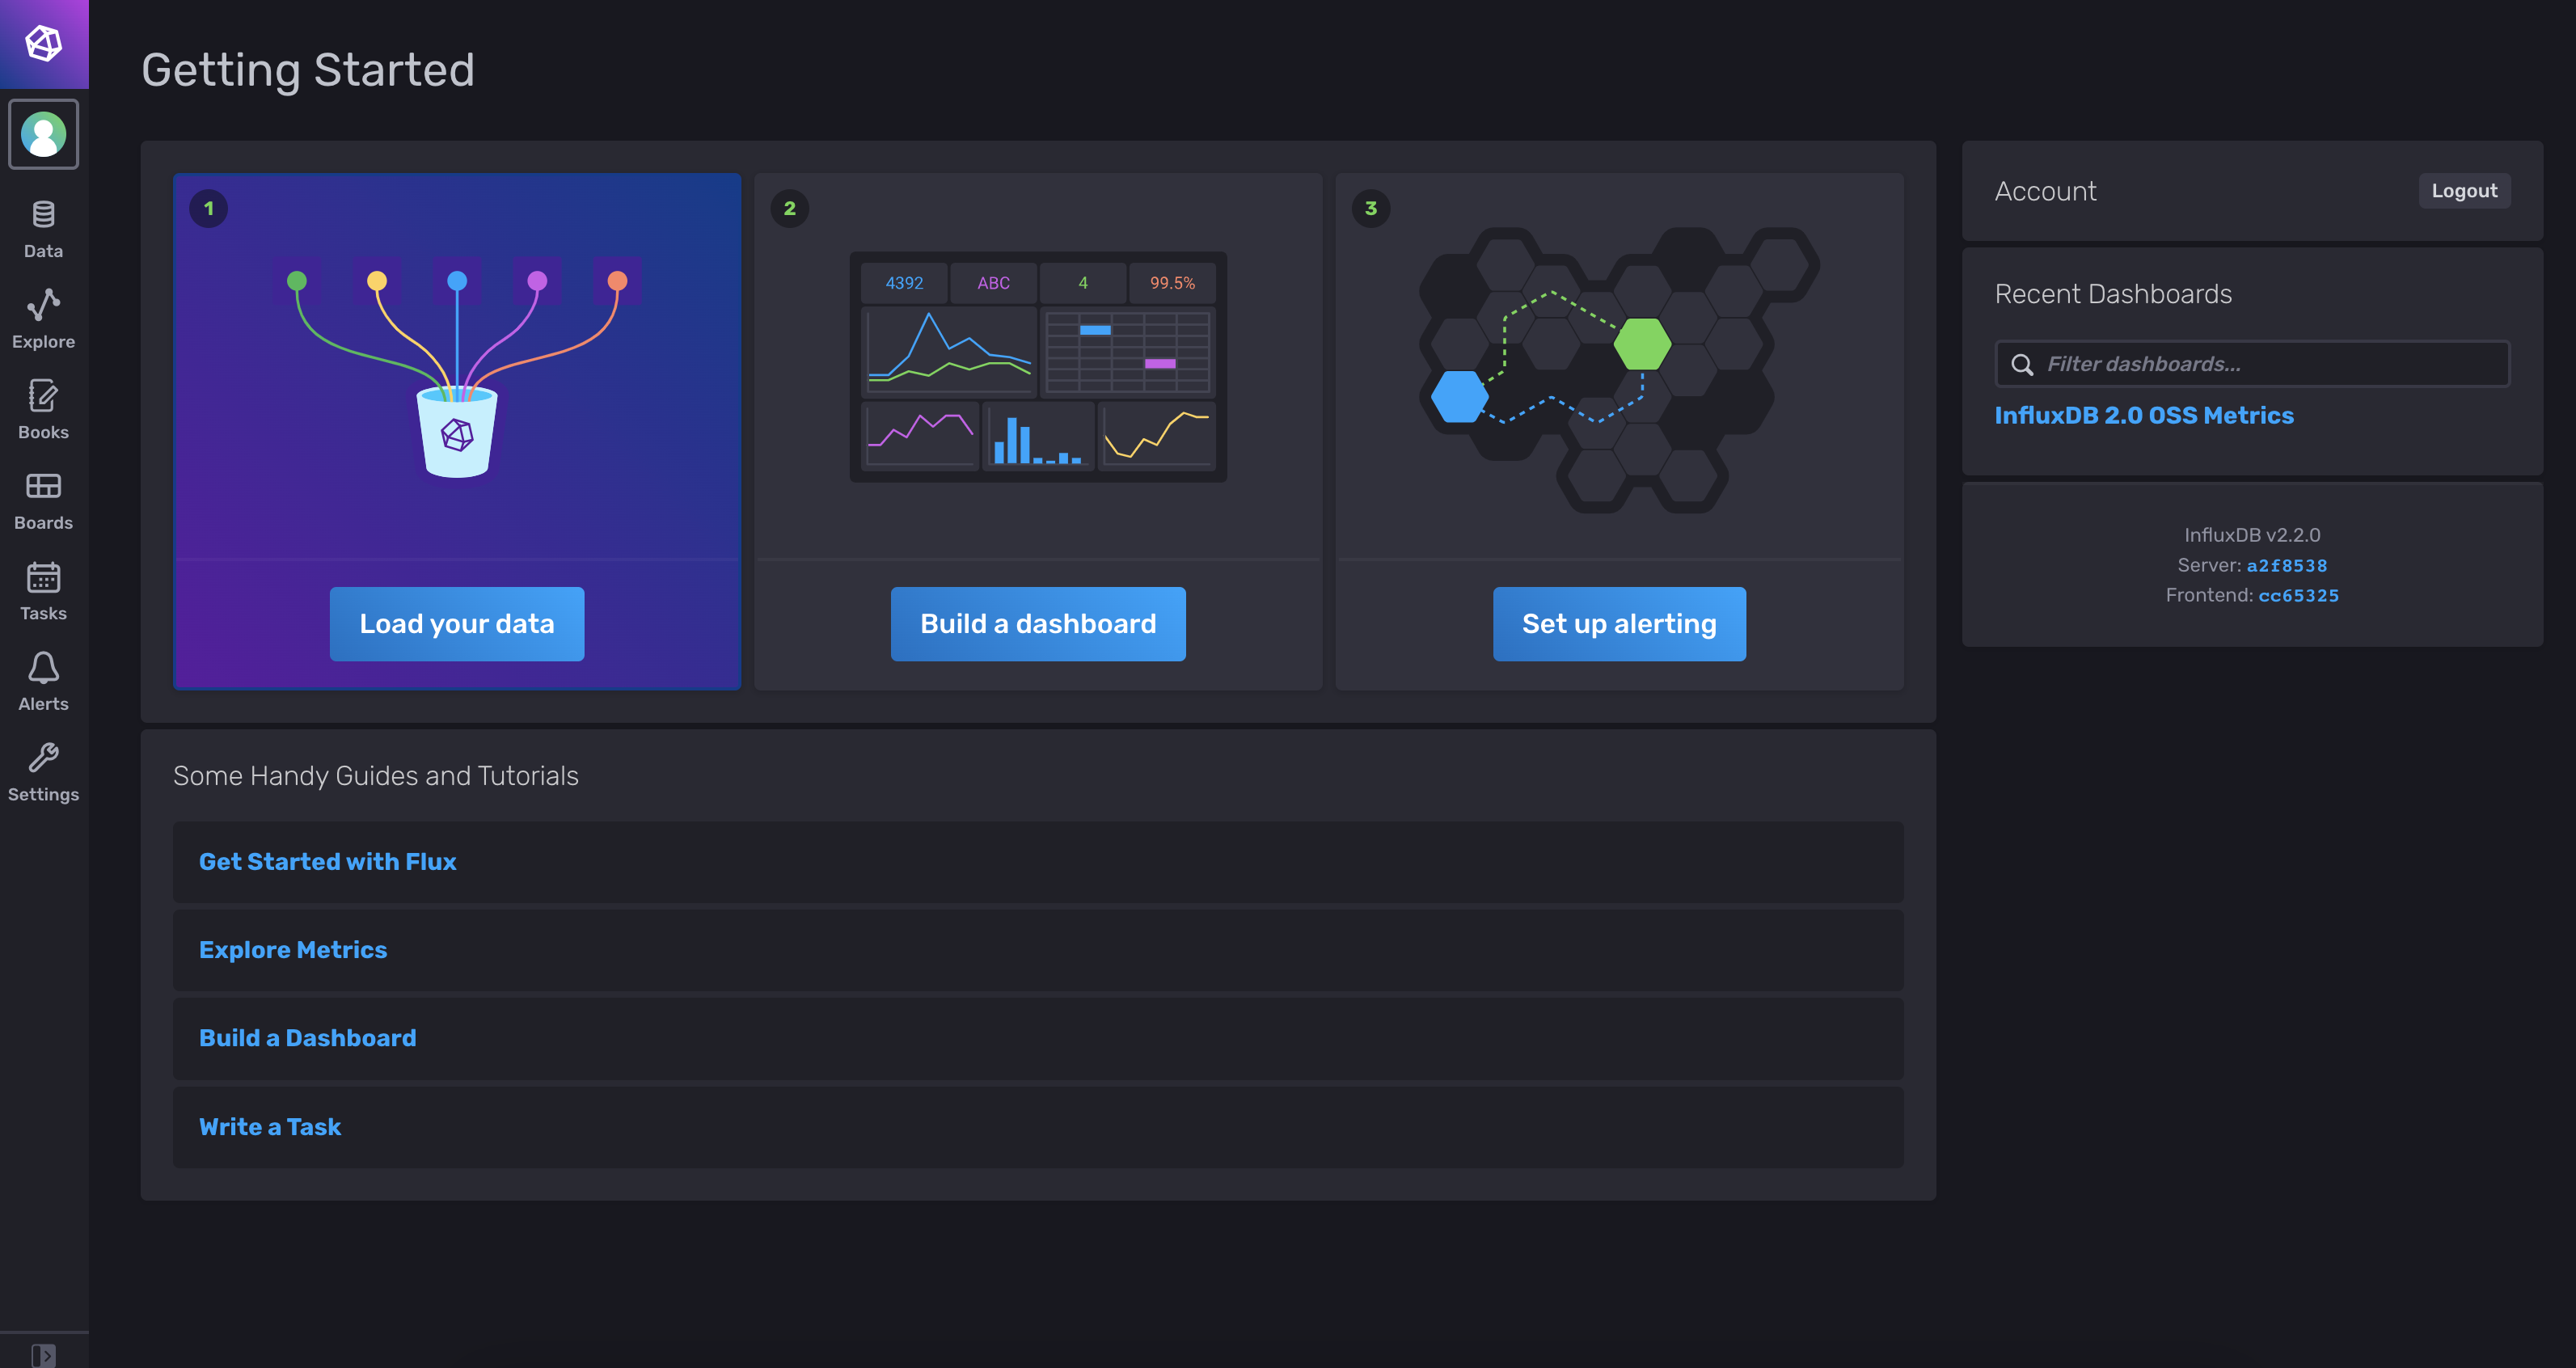 Getting Started
Data
Explore
Books
Boards
Tasks
Alerts
Settings
1
Load your data
2
4392
ABC
4
99.5%
Build a dashboard
3
Set up alerting
Some Handy Guides and Tutorials
Get Started with Flux
Explore Metrics
Build a Dashboard
Write a Task
Account
Logout
Recent Dashboards
Filter dashboards...
InfluxDB 2.0 OSS Metrics
InfluxDB v2.2.0
Server: a2f8538
Frontend: cc65325